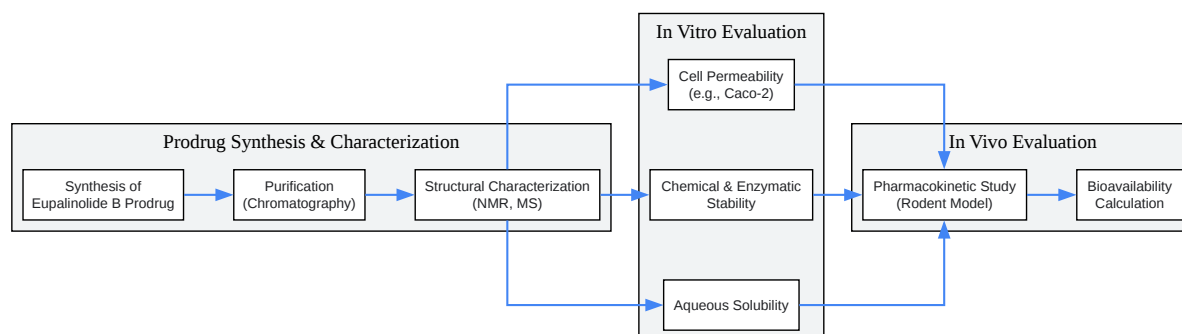 In Vitro Evaluation
Cell Permeability
(e.g., Caco-2)
Prodrug Synthesis & Characterization
In Vivo Evaluation
Synthesis of
Eupalinolide B Prodrug
Purification
(Chromatography)
Structural Characterization
(NMR, MS)
Chemical & Enzymatic
Stability
Pharmacokinetic Study
(Rodent Model)
Bioavailability
Calculation
Aqueous Solubility